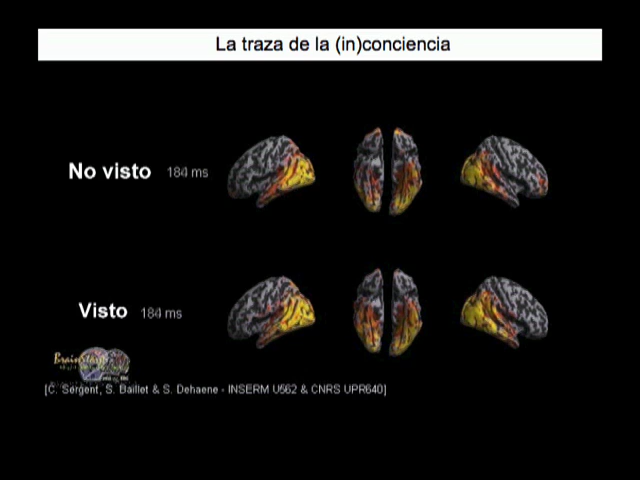 La traza de la (in)conciencia
No visto 184 ms
Visto 184 ms
[C. Sergent, S. Baillet & S. Dehaene - INSERM U562 & CNRS UPR640]